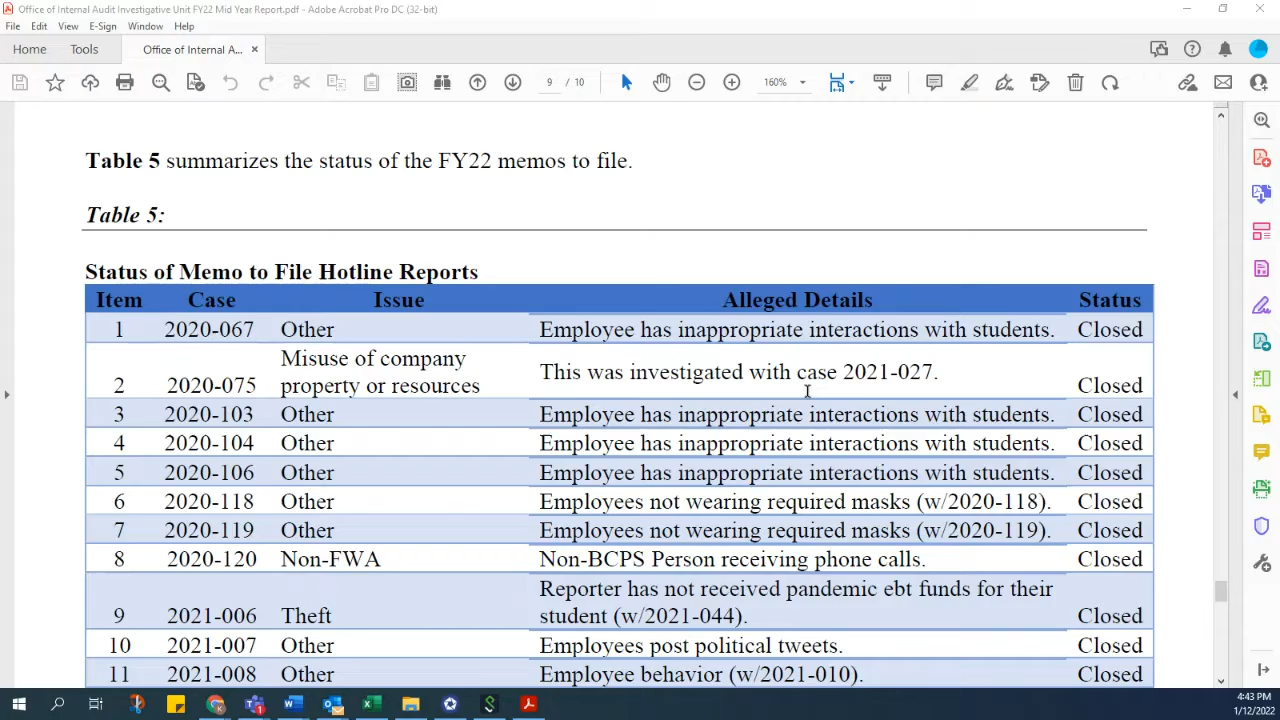 Office of Internal Audit Investigative Unit FY22 Mid Year Report.pdf - Adobe Acrobat Pro DC (32-bit)
File Edit View E-Sign Window Help
Home Tools Office of Internal A... ×
9 / 10 160%
Table 5 summarizes the status of the FY22 memos to file.
Table 5:
Status of Memo to File Hotline Reports
Item Case Issue Alleged Details Status
1 2020-067 Other Employee has inappropriate interactions with students. Closed
Misuse of company
2 2020-075 property or resources This was investigated with case 2021-027. Closed
3 2020-103 Other Employee has inappropriate interactions with students. Closed
4 2020-104 Other Employee has inappropriate interactions with students. Closed
5 2020-106 Other Employee has inappropriate interactions with students. Closed
6 2020-118 Other Employees not wearing required masks (w/2020-118). Closed
7 2020-119 Other Employees not wearing required masks (w/2020-119). Closed
8 2020-120 Non-FWA Non-BCPS Person receiving phone calls. Closed
Reporter has not received pandemic ebt funds for their
9 2021-006 Theft student (w/2021-044). Closed
10 2021-007 Other Employees post political tweets. Closed
11 2021-008 Other Employee behavior (w/2021-010). Closed
4:43 PM
1/12/2022